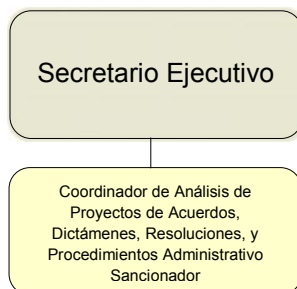 Secretario Ejecutivo
Coordinador de Análisis de
Proyectos de Acuerdos,
Dictámenes, Resoluciones, y
Procedimientos Administrativo
Sancionador